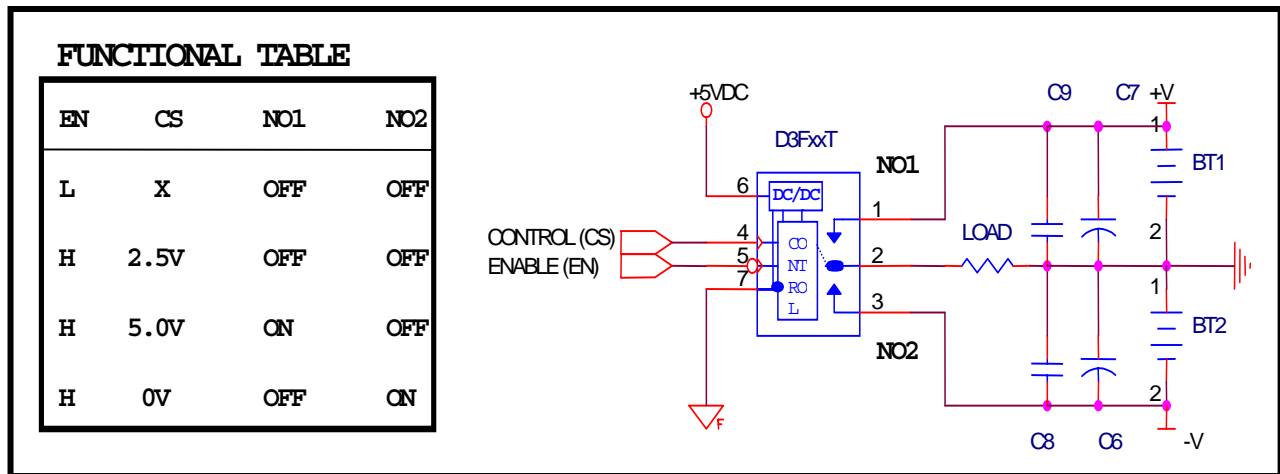 FUNCTIONAL TABLE
EN CS NO1 NO2
L X OFF OFF
H 2.5V OFF OFF
H 5.0V ON OFF
H 0V OFF ON
+5VDC
D3FxxT
NO1
C9
C7
+V
1
BT1
2
6
DC/DC
1
CONTROL (CS)
4
CO
LOAD
ENABLE (EN)
5
NT
2
7
RO
3
L
1
BT2
NO2
2
F
C8
C6
-V